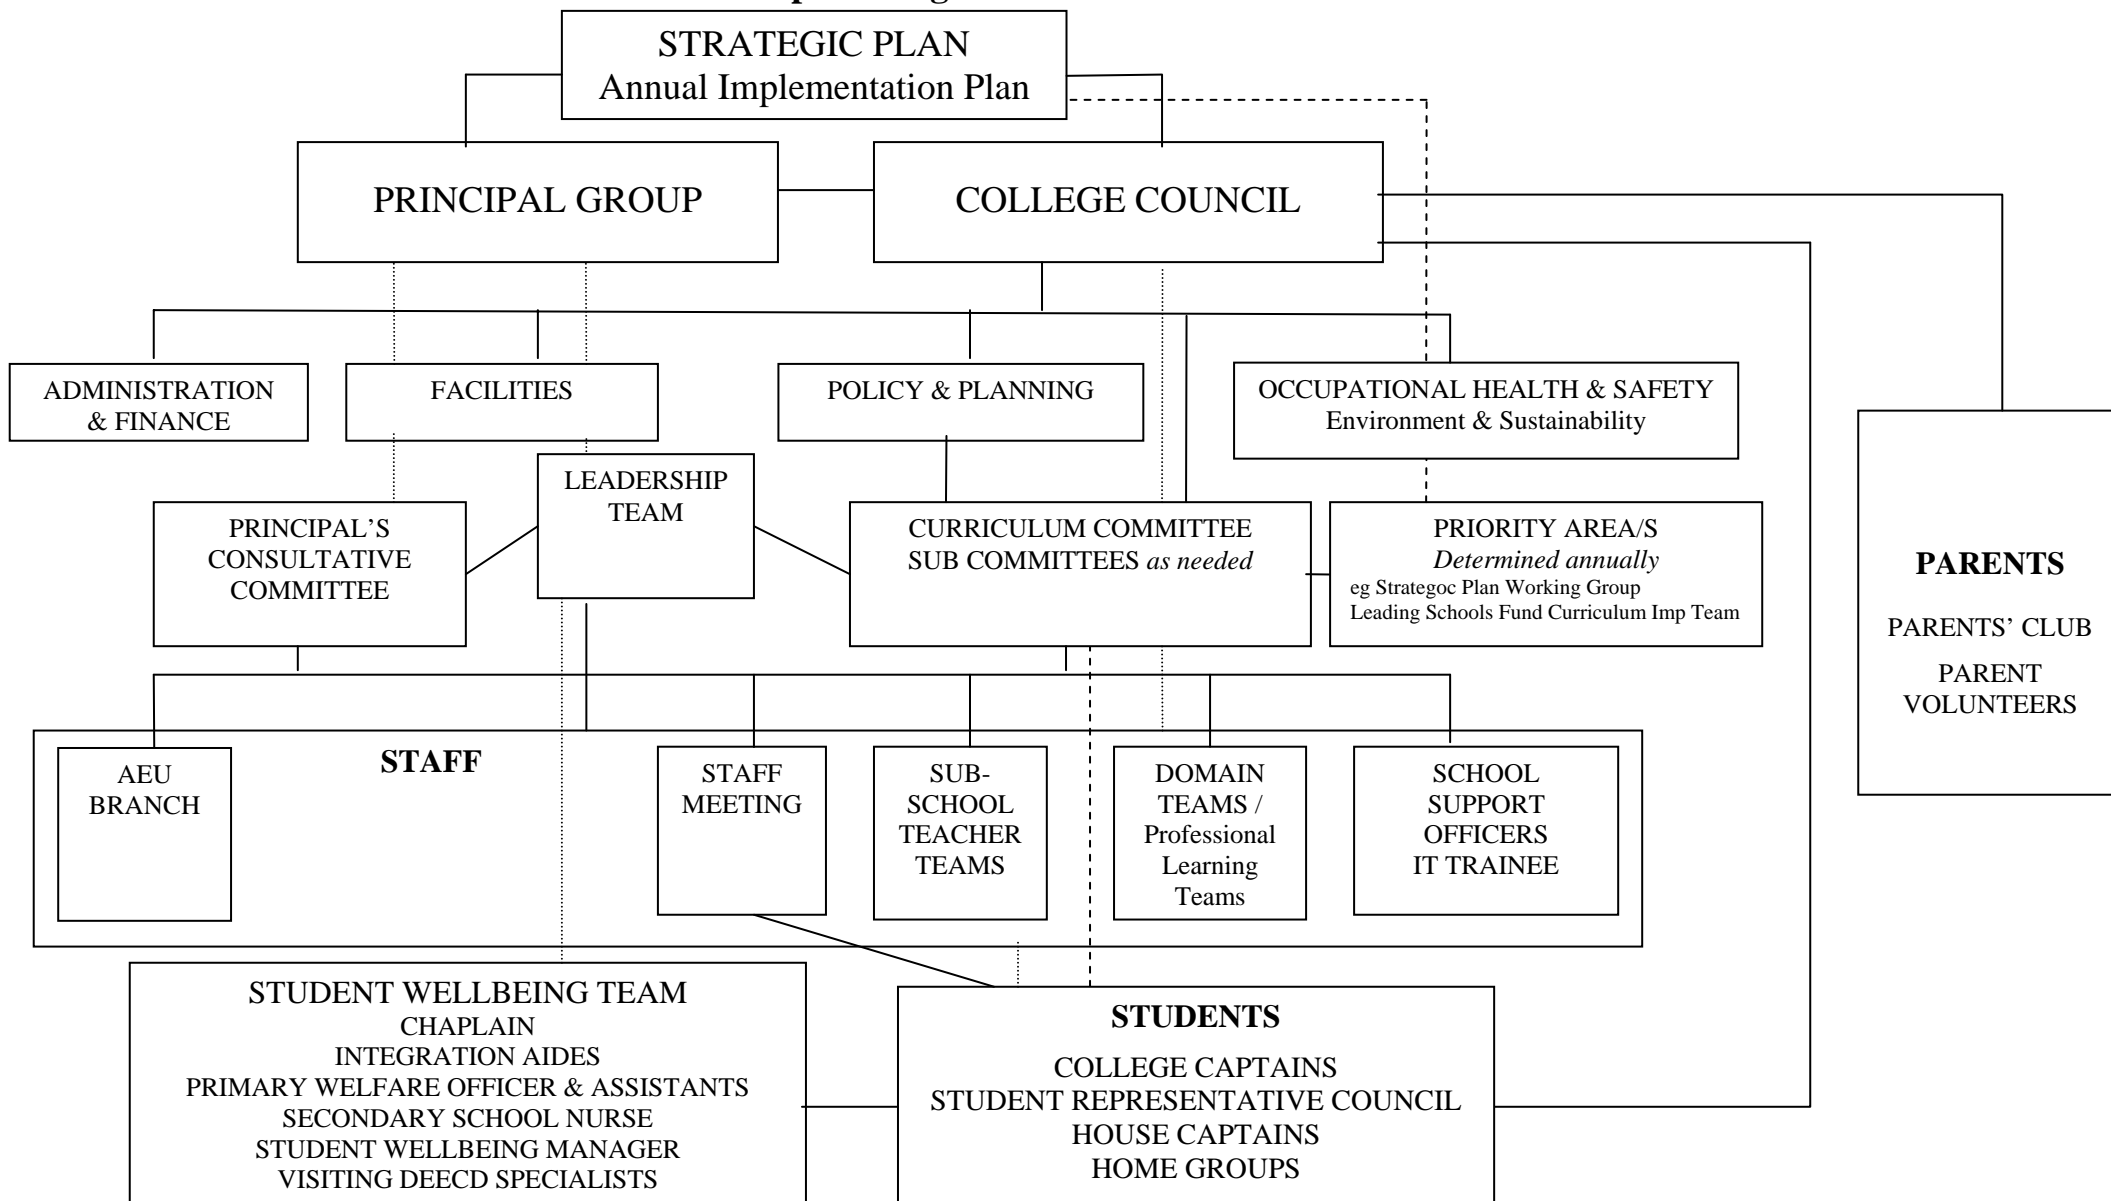 STRATEGIC PLAN
Annual Implementation Plan
PRINCIPAL GROUP
COLLEGE COUNCIL
ADMINISTRATION
& FINANCE
FACILITIES
POLICY & PLANNING
OCCUPATIONAL HEALTH & SAFETY
Environment & Sustainability
LEADERSHIP
TEAM
PRINCIPAL’S
CONSULTATIVE
COMMITTEE
CURRICULUM COMMITTEE
SUB COMMITTEES as needed
PRIORITY AREA/S
Determined annually
eg Strategoc Plan Working Group
Leading Schools Fund Curriculum Imp Team
PARENTS
PARENTS’ CLUB
PARENT
VOLUNTEERS
STAFF
AEU
BRANCH
STAFF
MEETING
SUB-
SCHOOL
TEACHER
TEAMS
DOMAIN
TEAMS /
Professional
Learning
Teams
SCHOOL
SUPPORT
OFFICERS
IT TRAINEE
STUDENT WELLBEING TEAM
CHAPLAIN
INTEGRATION AIDES
PRIMARY WELFARE OFFICER & ASSISTANTS
SECONDARY SCHOOL NURSE
STUDENT WELLBEING MANAGER
VISITING DEECD SPECIALISTS
STUDENTS
COLLEGE CAPTAINS
STUDENT REPRESENTATIVE COUNCIL
HOUSE CAPTAINS
HOME GROUPS